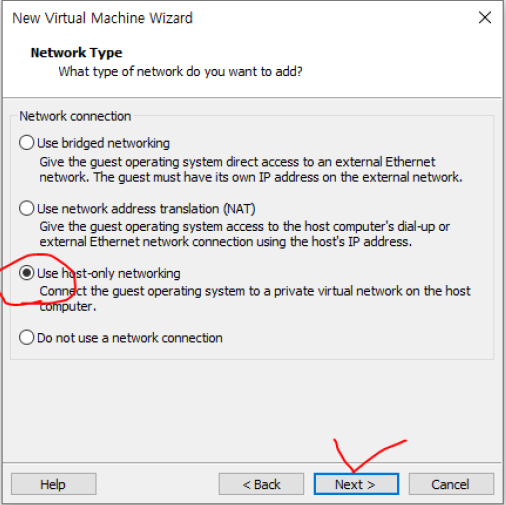 New Virtual Machine Wizard
Network Type
What type of network do you want to add?
Network connection
Use bridged networking
Give the guest operating system direct access to an external Ethernet
network. The guest must have its own IP address on the external network.
Use network address translation (NAT)
Give the guest operating system access to the host computer's dial-up or
external Ethernet network connection using the host's IP address.
Use host-only networking
Connect the guest operating system to a private virtual network on the host
computer.
Do not use a network connection
Help
< Back
Next >
Cancel